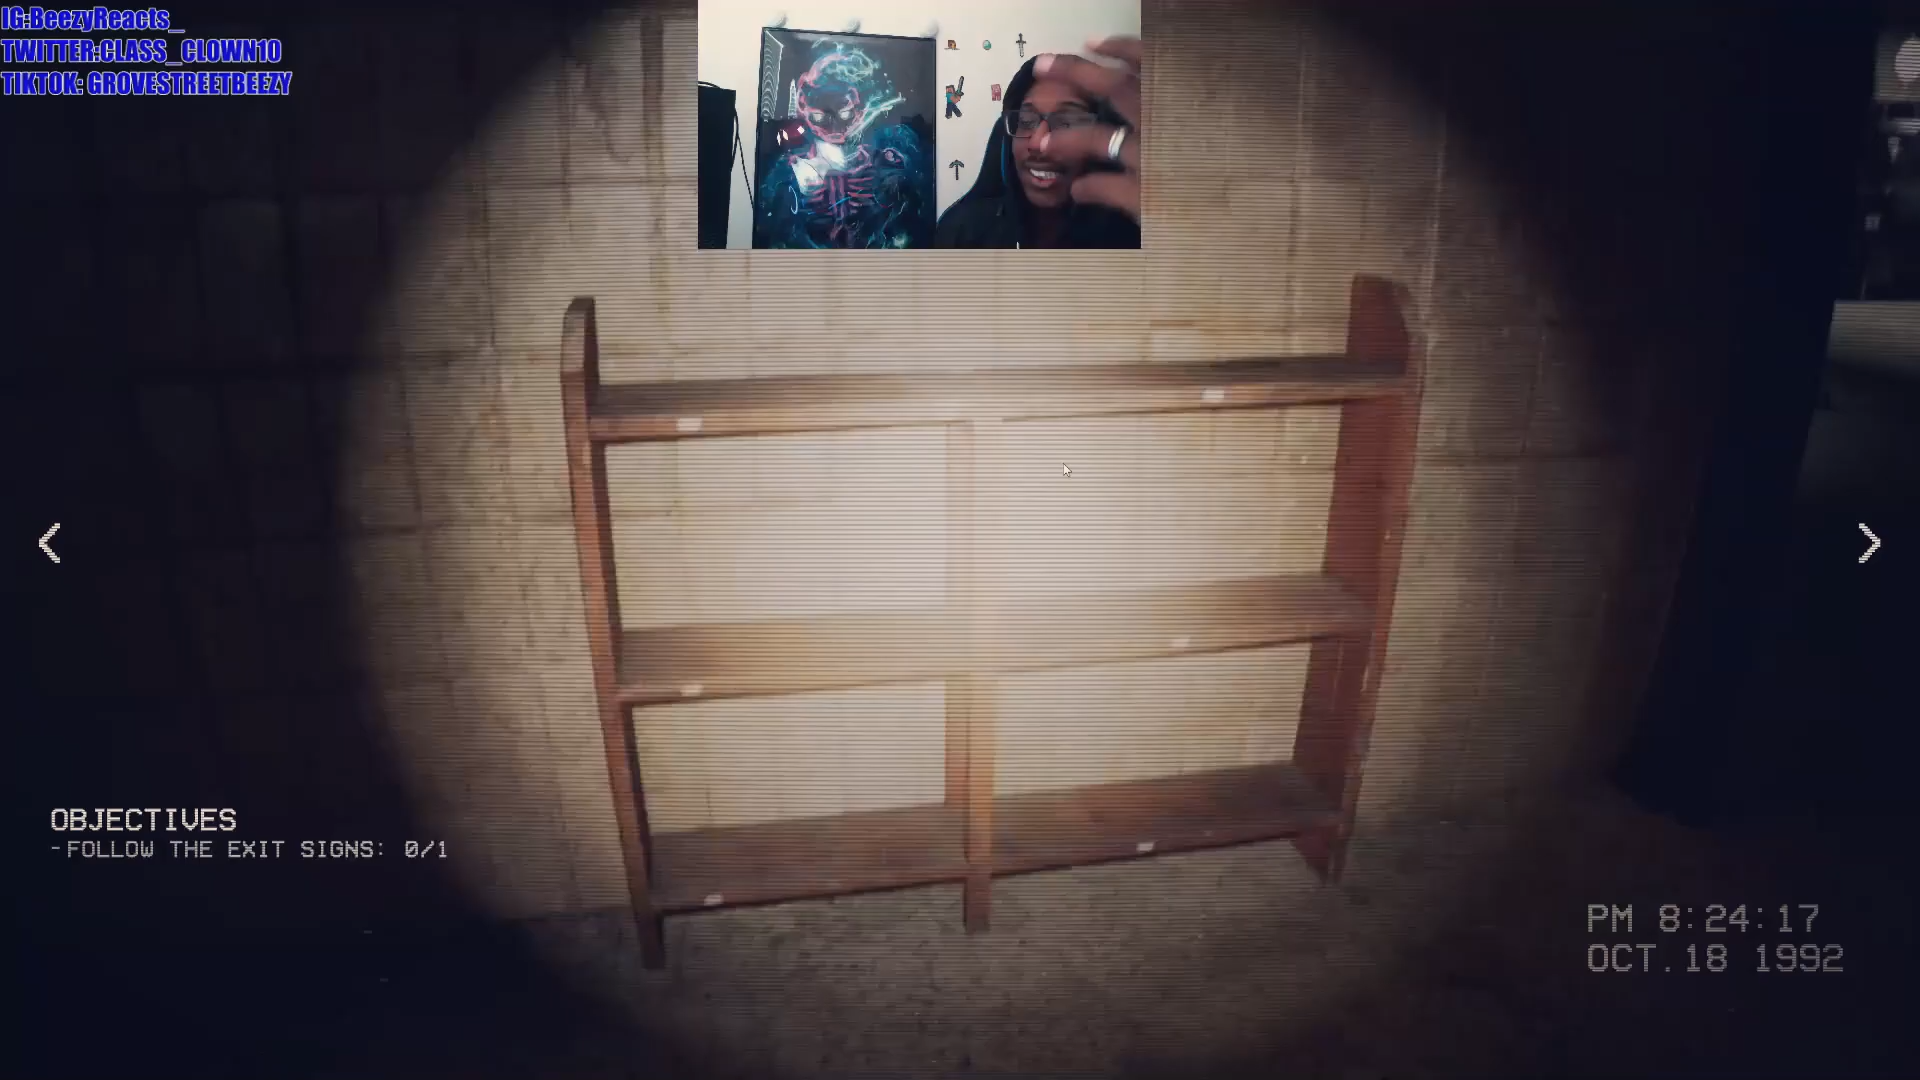 IG:BeezyReacts_
TWITTER:CLASS_CLOWN10
TIKTOK: GROVESTREETBEEZY
OBJECTIVES
-FOLLOW THE EXIT SIGNS: 0/1
PM 8:24:17
OCT.18 1992